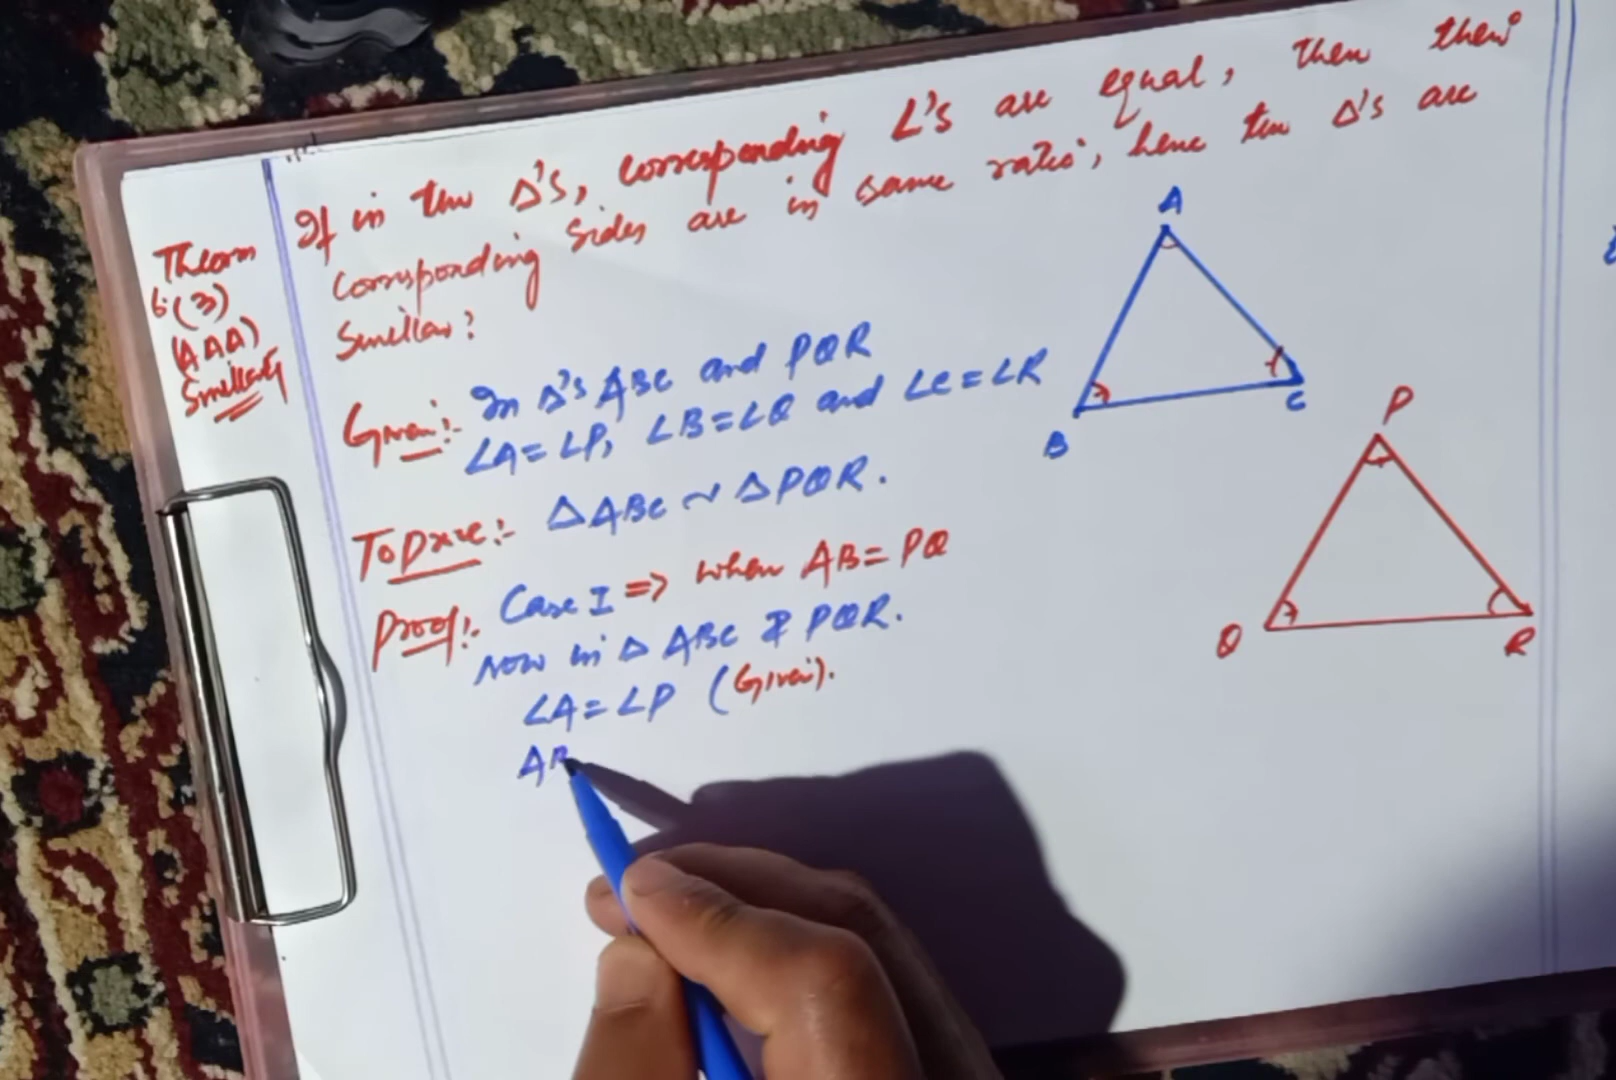 If in two Δ's, corresponding ∠'s are equal, then their
corresponding sides are in same ratio, hence two Δ's are
Similar?
Theorm
6(3)
(AAA)
Similarity
Given:- In Δ's ABC and PQR
∠A = ∠P, ∠B = ∠Q and ∠C = ∠R
To Prove:- ΔABC ~ ΔPQR.
Proof:- Case I => when AB = PQ
Now in Δ ABC & PQR.
∠A = ∠P (Given).
AB
A
B
C
P
Q
R